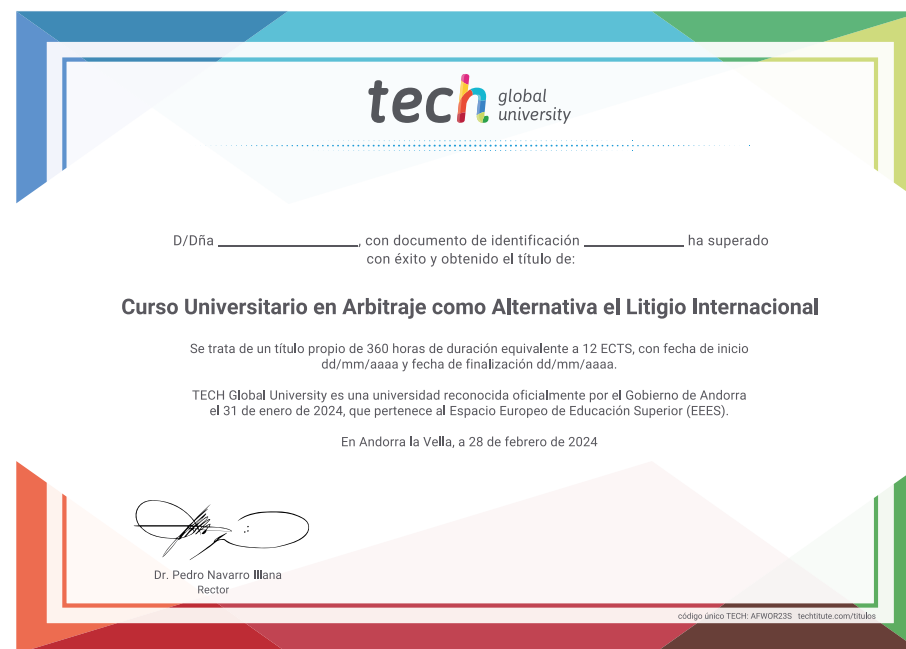 tech global university
D/Dña ____________________, con documento de identificación ______________ ha superado
con éxito y obtenido el título de:
Curso Universitario en Arbitraje como Alternativa el Litigio Internacional
Se trata de un título propio de 360 horas de duración equivalente a 12 ECTS, con fecha de inicio
dd/mm/aaaa y fecha de finalización dd/mm/aaaa.
TECH Global University es una universidad reconocida oficialmente por el Gobierno de Andorra
el 31 de enero de 2024, que pertenece al Espacio Europeo de Educación Superior (EEES).
En Andorra la Vella, a 28 de febrero de 2024
Dr. Pedro Navarro Illana
Rector
código único TECH: AFWOR23S techtitute.com/titulos